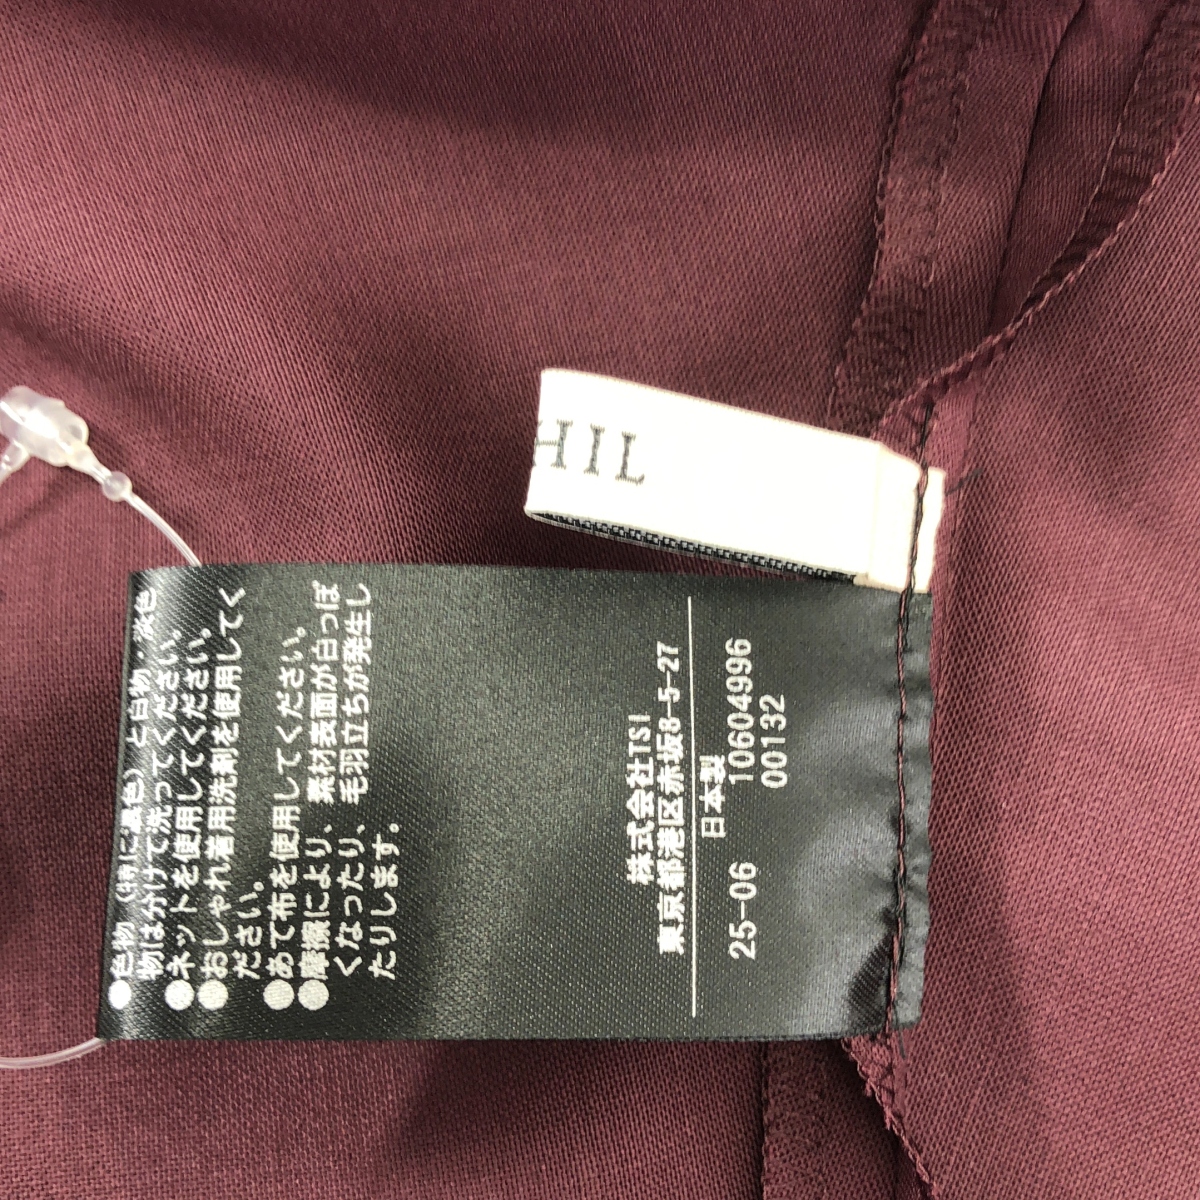 HIL
●色物（特に濃色）と白物、淡色
物は分けて洗ってください。
●ネットを使用してください。
●おしゃれ着用洗剤を使用してく
ださい。
●あて布を使用してください。
●摩擦により、素材表面が白っぽ
くなったり、毛羽立ちが発生し
たりします。
株式会社TSI
東京都港区赤坂8-5-27
日本製
25-06 10604996
00132